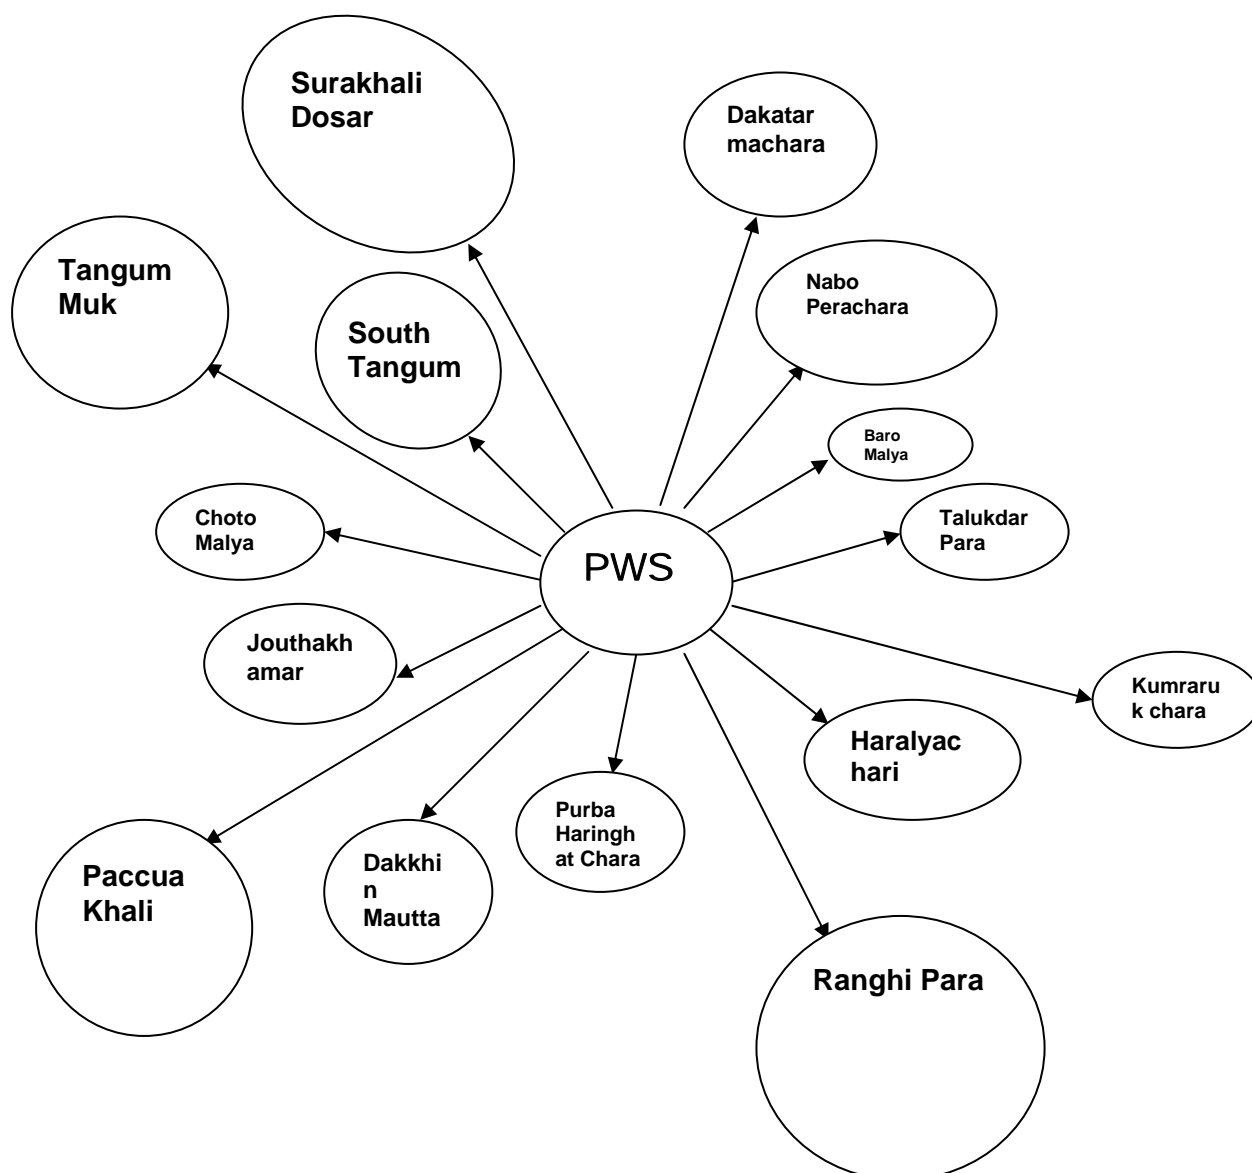 Surakhali
Dosar
Dakatar
machara
Tangum
Muk
Nabo
Perachara
South
Tangum
Baro
Malya
Choto
Malya
Talukdar
Para
PWS
Jouthakh
amar
Kumraru
k chara
Haralyac
hari
Purba
Haringh
at Chara
Paccua
Khali
Dakkhi
n
Mautta
Ranghi Para